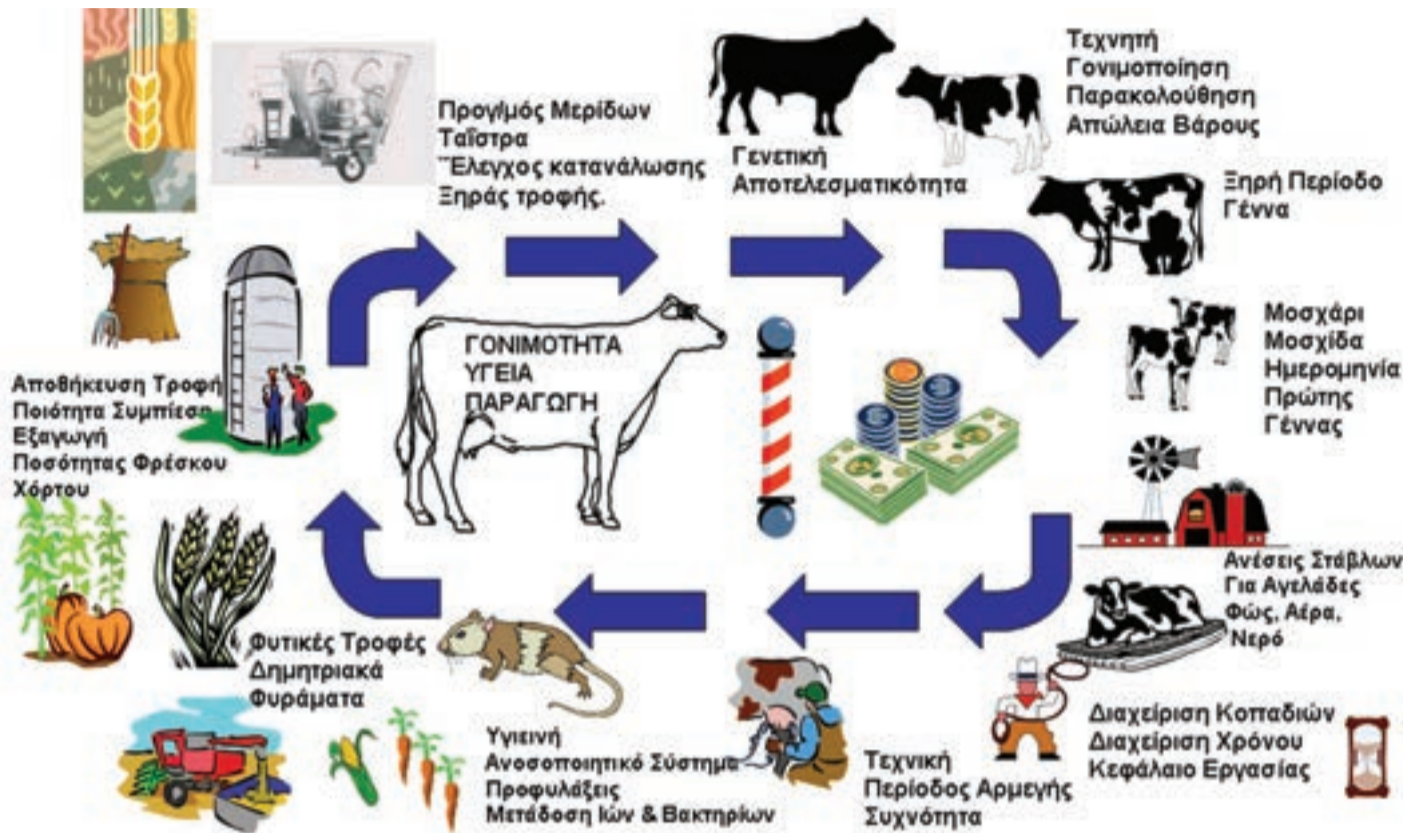 Προγ/μός Μερίδων
Ταΐστρα
Έλεγχος κατανάλωσης
Ξηράς τροφής.
Γενετική
Αποτελεσματικότητα
Τεχνητή
Γονιμοποίηση
Παρακολούθηση
Απώλεια Βάρους
Ξηρή Περίοδο
Γέννα
Μοσχάρι
Μοσχίδα
Ημερομηνία
Πρώτης
Γέννας
Ανέσεις Στάβλων
Για Αγελάδες
Φώς, Αέρα,
Νερό
Διαχείριση Κοπαδιών
Διαχείριση Χρόνου
Κεφάλαιο Εργασίας
Τεχνική
Περίοδος Αρμεγής
Συχνότητα
Υγιεινή
Ανοσοποιητικό Σύστημα
Προφυλάξεις
Μετάδοση Ιών & Βακτηρίων
Φυτικές Τροφές
Δημητριακά
Φυράματα
Αποθήκευση Τροφή
Ποιότητα Συμπίεση
Εξαγωγή
Ποσότητας Φρέσκου
Χόρτου
ΓΟΝΙΜΟΤΗΤΑ
ΥΓΕΙΑ
ΠΑΡΑΓΩΓΗ